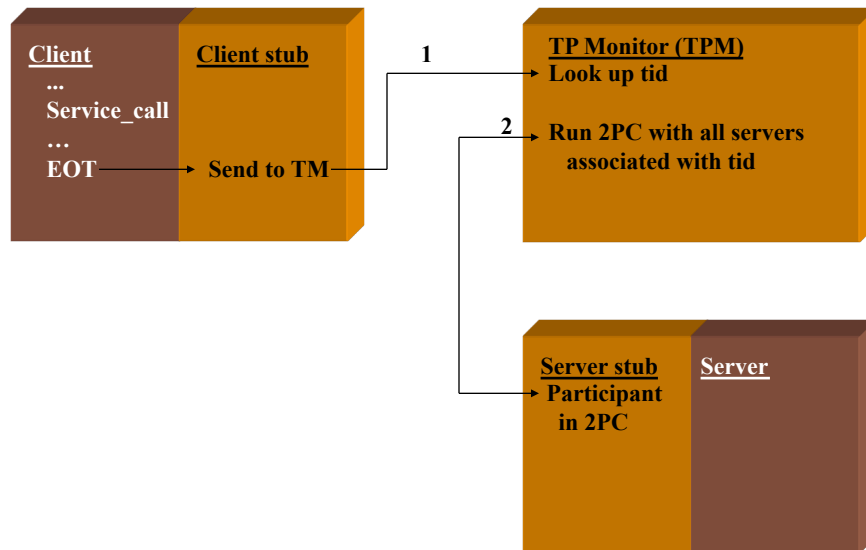 Client
...
Service_call
…
EOT
Client stub
Send to TM
1
TP Monitor (TPM)
Look up tid
2
Run 2PC with all servers
associated with tid
Server stub
Participant
in 2PC
Server